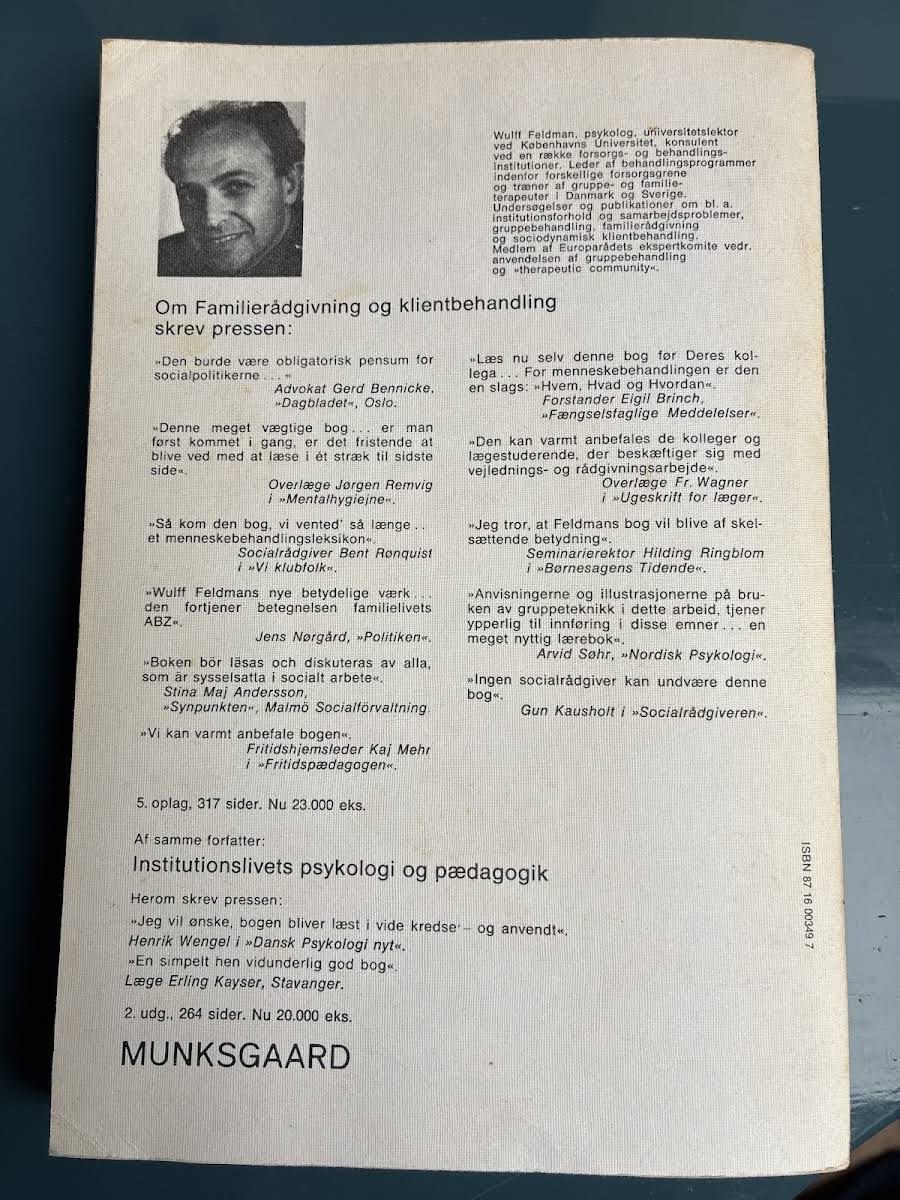 Wulff Feldman, psykolog, universitetslektor
ved Københavns Universitet, konsulent
ved en række forsorgs- og behandlings-
institutioner. Leder af behandlingsprogrammer
indenfor forskellige forsorgsgrene
og træner af gruppe- og familie-
terapeuter i Danmark og Sverige.
Undersøgelser og publikationer om bl. a.
institutionsforhold og samarbejdsproblemer,
gruppebehandling, familierådgivning
og sociodynamisk klientbehandling.
Medlem af Europarådets ekspertkomite vedr.
anvendelsen af gruppebehandling
og »therapeutic community«.
Om Familierådgivning og klientbehandling
skrev pressen:
»Den burde være obligatorisk pensum for
socialpolitikerne . . . «
Advokat Gerd Bennicke,
»Dagbladet«, Oslo.
»Denne meget vægtige bog . . . er man
først kommet i gang, er det fristende at
blive ved med at læse i ét stræk til sidste
side«.
Overlæge Jørgen Remvig
i »Mentalhygiejne«.
»Så kom den bog, vi vented' så længe . .
et menneskebehandlingsleksikon«.
Socialrådgiver Bent Rønquist
i »Vi klubfolk«.
»Wulff Feldmans nye betydelige værk . . .
den fortjener betegnelsen familielivets
ABZ«.
Jens Nørgård, »Politiken«.
»Boken bör läsas och diskuteras av alla,
som är sysselsatta i socialt arbete«.
Stina Maj Andersson,
»Synpunkten«, Malmö Socialförvaltning.
»Vi kan varmt anbefale bogen«.
Fritidshjemsleder Kaj Mehr
i »Fritidspædagogen«.
»Læs nu selv denne bog før Deres kol-
lega . . . For menneskebehandlingen er den
en slags: »Hvem, Hvad og Hvordan«.
Forstander Eigil Brinch,
»Fængselsfaglige Meddelelser«.
»Den kan varmt anbefales de kolleger og
lægestuderende, der beskæftiger sig med
vejlednings- og rådgivningsarbejde«.
Overlæge Fr. Wagner
i »Ugeskrift for læger«.
»Jeg tror, at Feldmans bog vil blive af skel-
sættende betydning«.
Seminarierektor Hilding Ringblom
i »Børnesagens Tidende«.
»Anvisningerne og illustrasjonerne på bru-
ken av gruppeteknikk i dette arbeid, tjener
ypperlig til innføring i disse emner . . . en
meget nyttig lærebok«.
Arvid Søhr, »Nordisk Psykologi«.
»Ingen socialrådgiver kan undvære denne
bog«.
Gun Kausholt i »Socialrådgiveren«.
5. oplag, 317 sider. Nu 23.000 eks.
Af samme forfatter:
Institutionslivets psykologi og pædagogik
Herom skrev pressen:
»Jeg vil ønske, bogen bliver læst i vide kredse – og anvendt«.
Henrik Wengel i »Dansk Psykologi nyt«.
»En simpelt hen vidunderlig god bog«.
Læge Erling Kayser, Stavanger.
2. udg., 264 sider. Nu 20.000 eks.
MUNKSGAARD
ISBN 87 16 00349 7